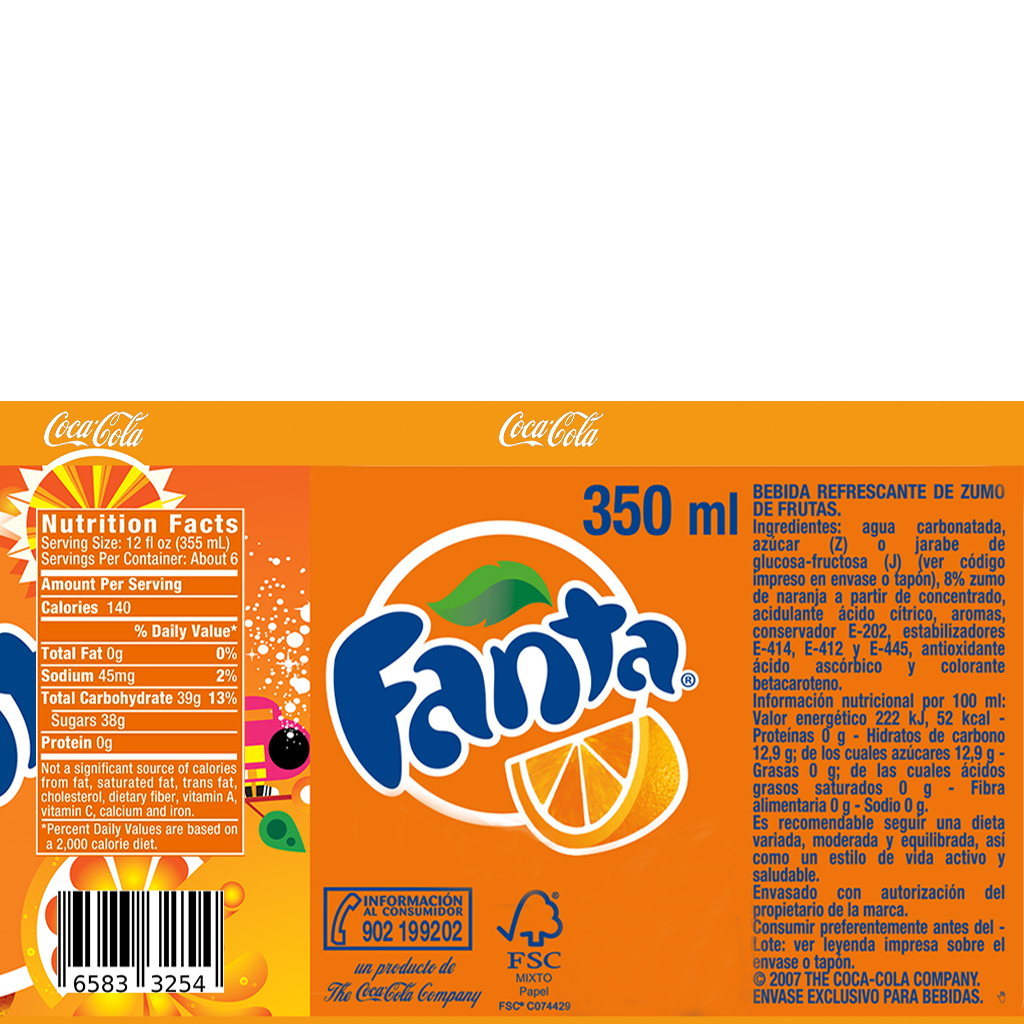 Coca-Cola
Coca-Cola
Nutrition Facts
Serving Size: 12 fl oz (355 mL)
Servings Per Container: About 6
Amount Per Serving
Calories 140
% Daily Value*
Total Fat 0g 0%
Sodium 45mg 2%
Total Carbohydrate 39g 13%
Sugars 38g
Protein 0g
Not a significant source of calories
from fat, saturated fat, trans fat,
cholesterol, dietary fiber, vitamin A,
vitamin C, calcium and iron.
*Percent Daily Values are based on
a 2,000 calorie diet.
6583 3254
350 ml
Fanta®
INFORMACIÓN
AL CONSUMIDOR
902 199202
un producto de
The Coca-Cola Company
®
FSC
MIXTO
Papel
FSC® C074429
BEBIDA REFRESCANTE DE ZUMO
DE FRUTAS.
Ingredientes: agua carbonatada,
azúcar (Z) o jarabe de
glucosa-fructosa (J) (ver código
impreso en envase o tapón), 8% zumo
de naranja a partir de concentrado,
acidulante ácido cítrico, aromas,
conservador E-202, estabilizadores
E-414, E-412 y E-445, antioxidante
ácido ascórbico y colorante
betacaroteno.
Información nutricional por 100 ml:
Valor energético 222 kJ, 52 kcal -
Proteínas 0 g - Hidratos de carbono
12,9 g; de los cuales azúcares 12,9 g -
Grasas 0 g; de las cuales ácidos
grasos saturados 0 g - Fibra
alimentaria 0 g - Sodio 0 g.
Es recomendable seguir una dieta
variada, moderada y equilibrada, así
como un estilo de vida activo y
saludable.
Envasado con autorización del
propietario de la marca.
Consumir preferentemente antes del -
Lote: ver leyenda impresa sobre el
envase o tapón.
© 2007 THE COCA-COLA COMPANY.
ENVASE EXCLUSIVO PARA BEBIDAS.